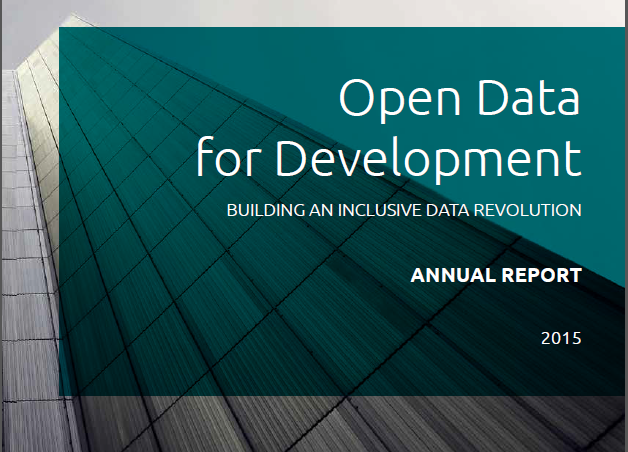 Open Data
for Development
BUILDING AN INCLUSIVE DATA REVOLUTION
ANNUAL REPORT
2015